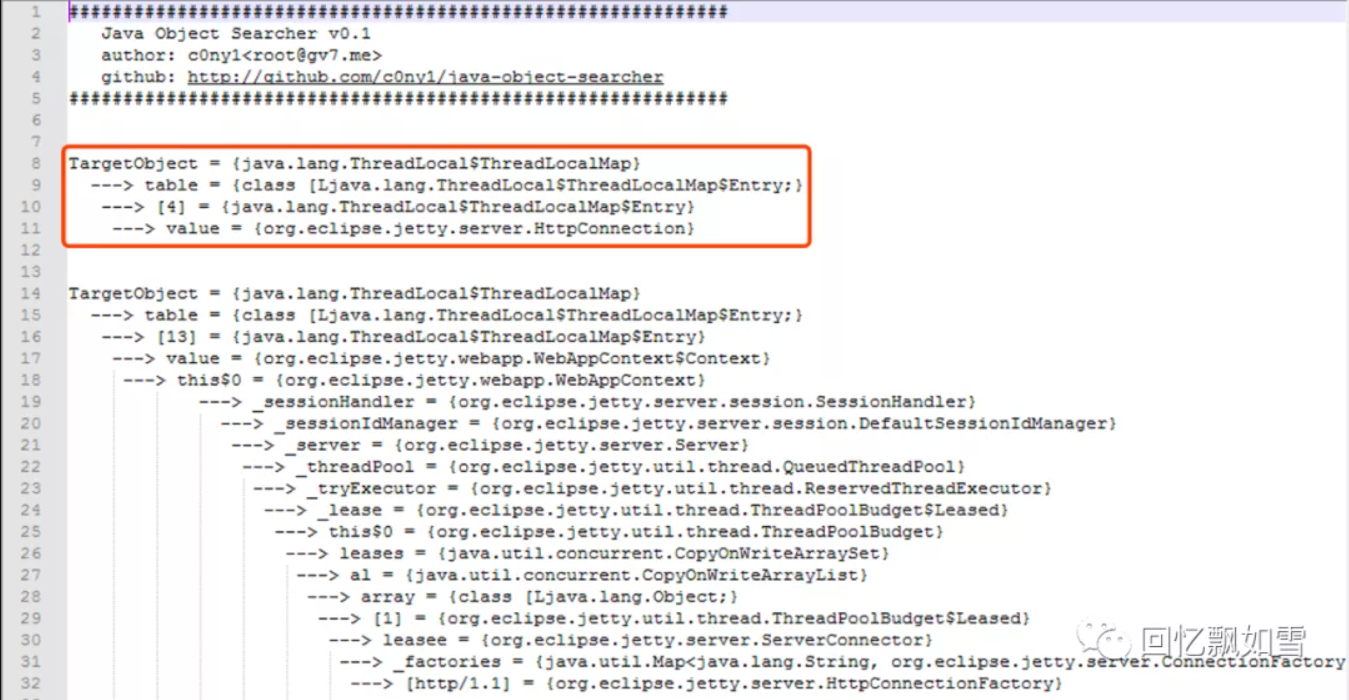 1 ############################################################
2 Java Object Searcher v0.1
3 author: c0ny1<root@gv7.me>
4 github: http://github.com/c0ny1/java-object-searcher
5 ############################################################
6
7
8 TargetObject = {java.lang.ThreadLocal$ThreadLocalMap}
9 ---> table = {class [Ljava.lang.ThreadLocal$ThreadLocalMap$Entry;}
10 ---> [4] = {java.lang.ThreadLocal$ThreadLocalMap$Entry}
11 ---> value = {org.eclipse.jetty.server.HttpConnection}
12
13
14 TargetObject = {java.lang.ThreadLocal$ThreadLocalMap}
15 ---> table = {class [Ljava.lang.ThreadLocal$ThreadLocalMap$Entry;}
16 ---> [13] = {java.lang.ThreadLocal$ThreadLocalMap$Entry}
17 ---> value = {org.eclipse.jetty.webapp.WebAppContext$Context}
18 ---> this$0 = {org.eclipse.jetty.webapp.WebAppContext}
19 ---> _sessionHandler = {org.eclipse.jetty.server.session.SessionHandler}
20 ---> _sessionIdManager = {org.eclipse.jetty.server.session.DefaultSessionIdManager}
21 ---> _server = {org.eclipse.jetty.server.Server}
22 ---> _threadPool = {org.eclipse.jetty.util.thread.QueuedThreadPool}
23 ---> _tryExecutor = {org.eclipse.jetty.util.thread.ReservedThreadExecutor}
24 ---> _lease = {org.eclipse.jetty.util.thread.ThreadPoolBudget$Leased}
25 ---> this$0 = {org.eclipse.jetty.util.thread.ThreadPoolBudget}
26 ---> leases = {java.util.concurrent.CopyOnWriteArraySet}
27 ---> al = {java.util.concurrent.CopyOnWriteArrayList}
28 ---> array = {class [Ljava.lang.Object;}
29 ---> [1] = {org.eclipse.jetty.util.thread.ThreadPoolBudget$Leased}
30 ---> leasee = {org.eclipse.jetty.server.ServerConnector}
31 ---> _factories = {java.util.Map<java.lang.String, org.eclipse.jetty.server.ConnectionFactory
32 ---> [http/1.1] = {org.eclipse.jetty.server.HttpConnectionFactory}
回忆飘如雪